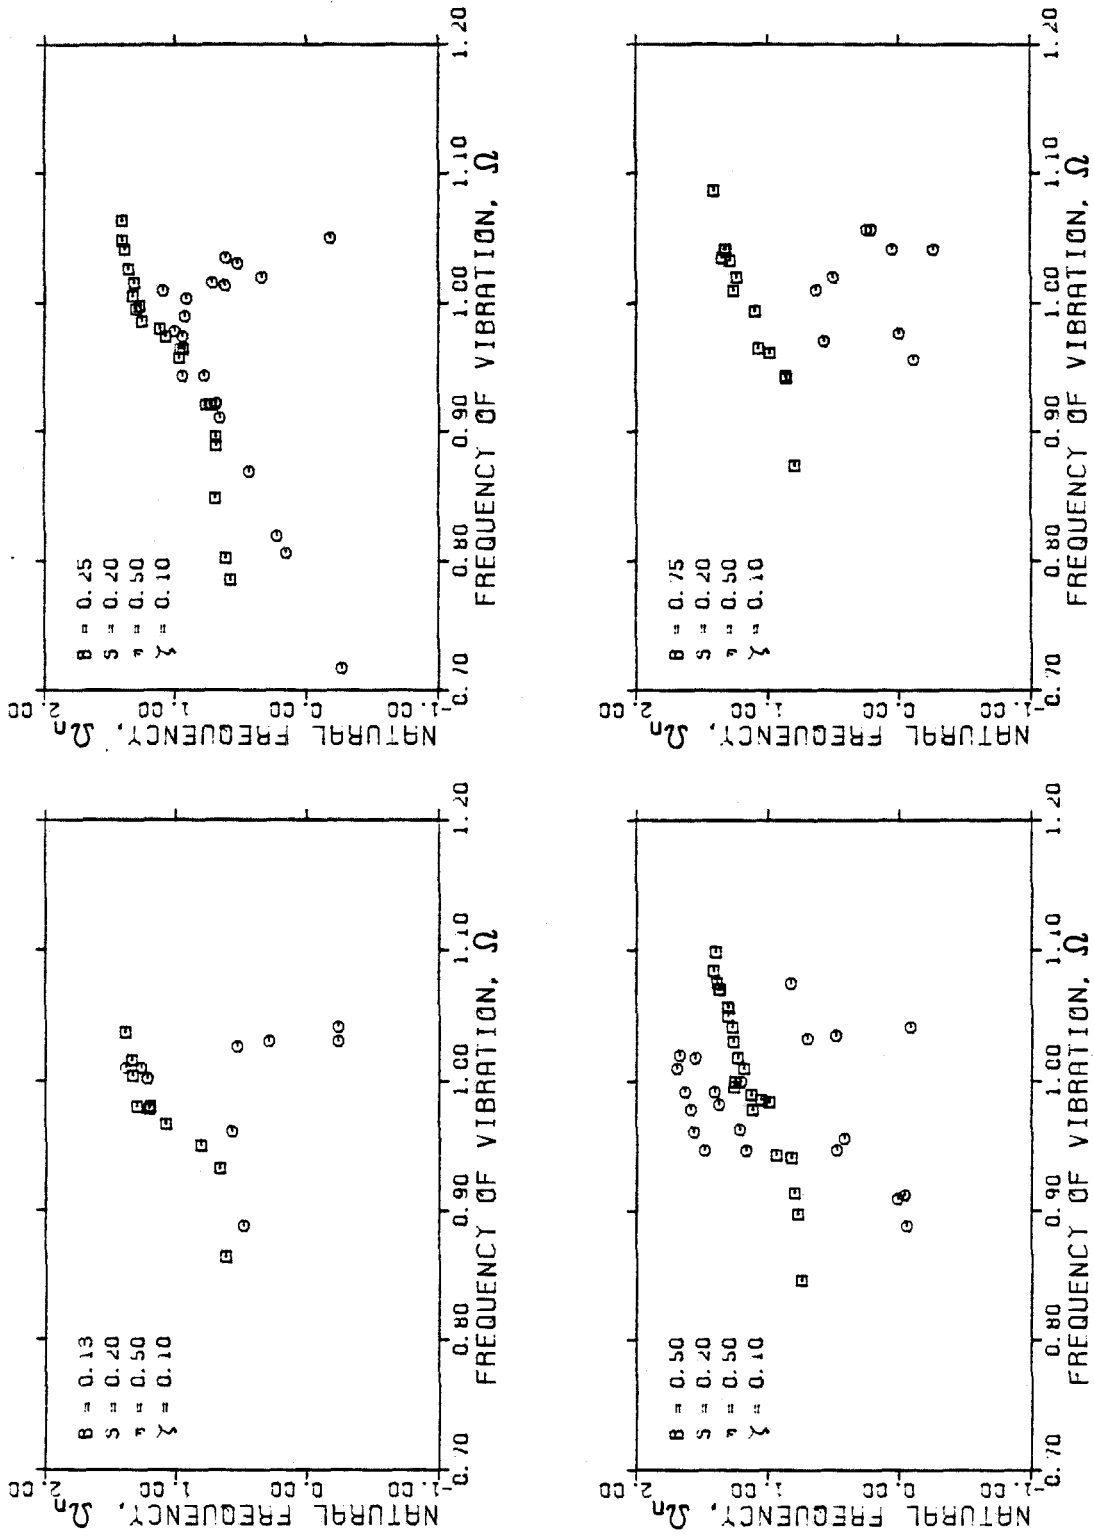 NATURAL
FREQUENCY, Ωn
2.00
1.00
0.00
-1.00
B = 0.13
S = 0.20
= 0.50
ζ = 0.10
0.70 0.80 0.90 1.00 1.10 1.20
FREQUENCY OF VIBRATION, Ω
NATURAL
FREQUENCY, Ωn
2.00
1.00
0.00
-1.00
B = 0.25
S = 0.20
= 0.50
ζ = 0.10
0.70 0.80 0.90 1.00 1.10 1.20
FREQUENCY OF VIBRATION, Ω
NATURAL
FREQUENCY, Ωn
2.00
1.00
0.00
-1.00
B = 0.50
S = 0.20
= 0.50
ζ = 0.10
0.70 0.80 0.90 1.00 1.10 1.20
FREQUENCY OF VIBRATION, Ω
NATURAL
FREQUENCY, Ωn
2.00
1.00
0.00
-1.00
B = 0.75
S = 0.20
= 0.50
ζ = 0.10
0.70 0.80 0.90 1.00 1.10 1.20
FREQUENCY OF VIBRATION, Ω